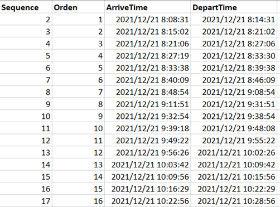 Sequence Orden ArriveTime DepartTime
2 1 2021/12/21 8:08:31 2021/12/21 8:14:31
3 2 2021/12/21 8:15:02 2021/12/21 8:21:02
4 3 2021/12/21 8:21:06 2021/12/21 8:27:06
5 4 2021/12/21 8:27:19 2021/12/21 8:33:30
6 5 2021/12/21 8:33:38 2021/12/21 8:39:38
7 6 2021/12/21 8:40:09 2021/12/21 8:46:09
8 7 2021/12/21 8:48:54 2021/12/21 9:08:54
9 8 2021/12/21 9:11:51 2021/12/21 9:31:51
10 9 2021/12/21 9:32:54 2021/12/21 9:38:54
11 10 2021/12/21 9:39:18 2021/12/21 9:48:08
12 11 2021/12/21 9:49:22 2021/12/21 9:55:22
13 12 2021/12/21 9:56:26 2021/12/21 10:02:26
14 13 2021/12/21 10:03:42 2021/12/21 10:09:42
15 14 2021/12/21 10:09:56 2021/12/21 10:15:56
16 15 2021/12/21 10:16:29 2021/12/21 10:22:29
17 16 2021/12/21 10:22:56 2021/12/21 10:28:56